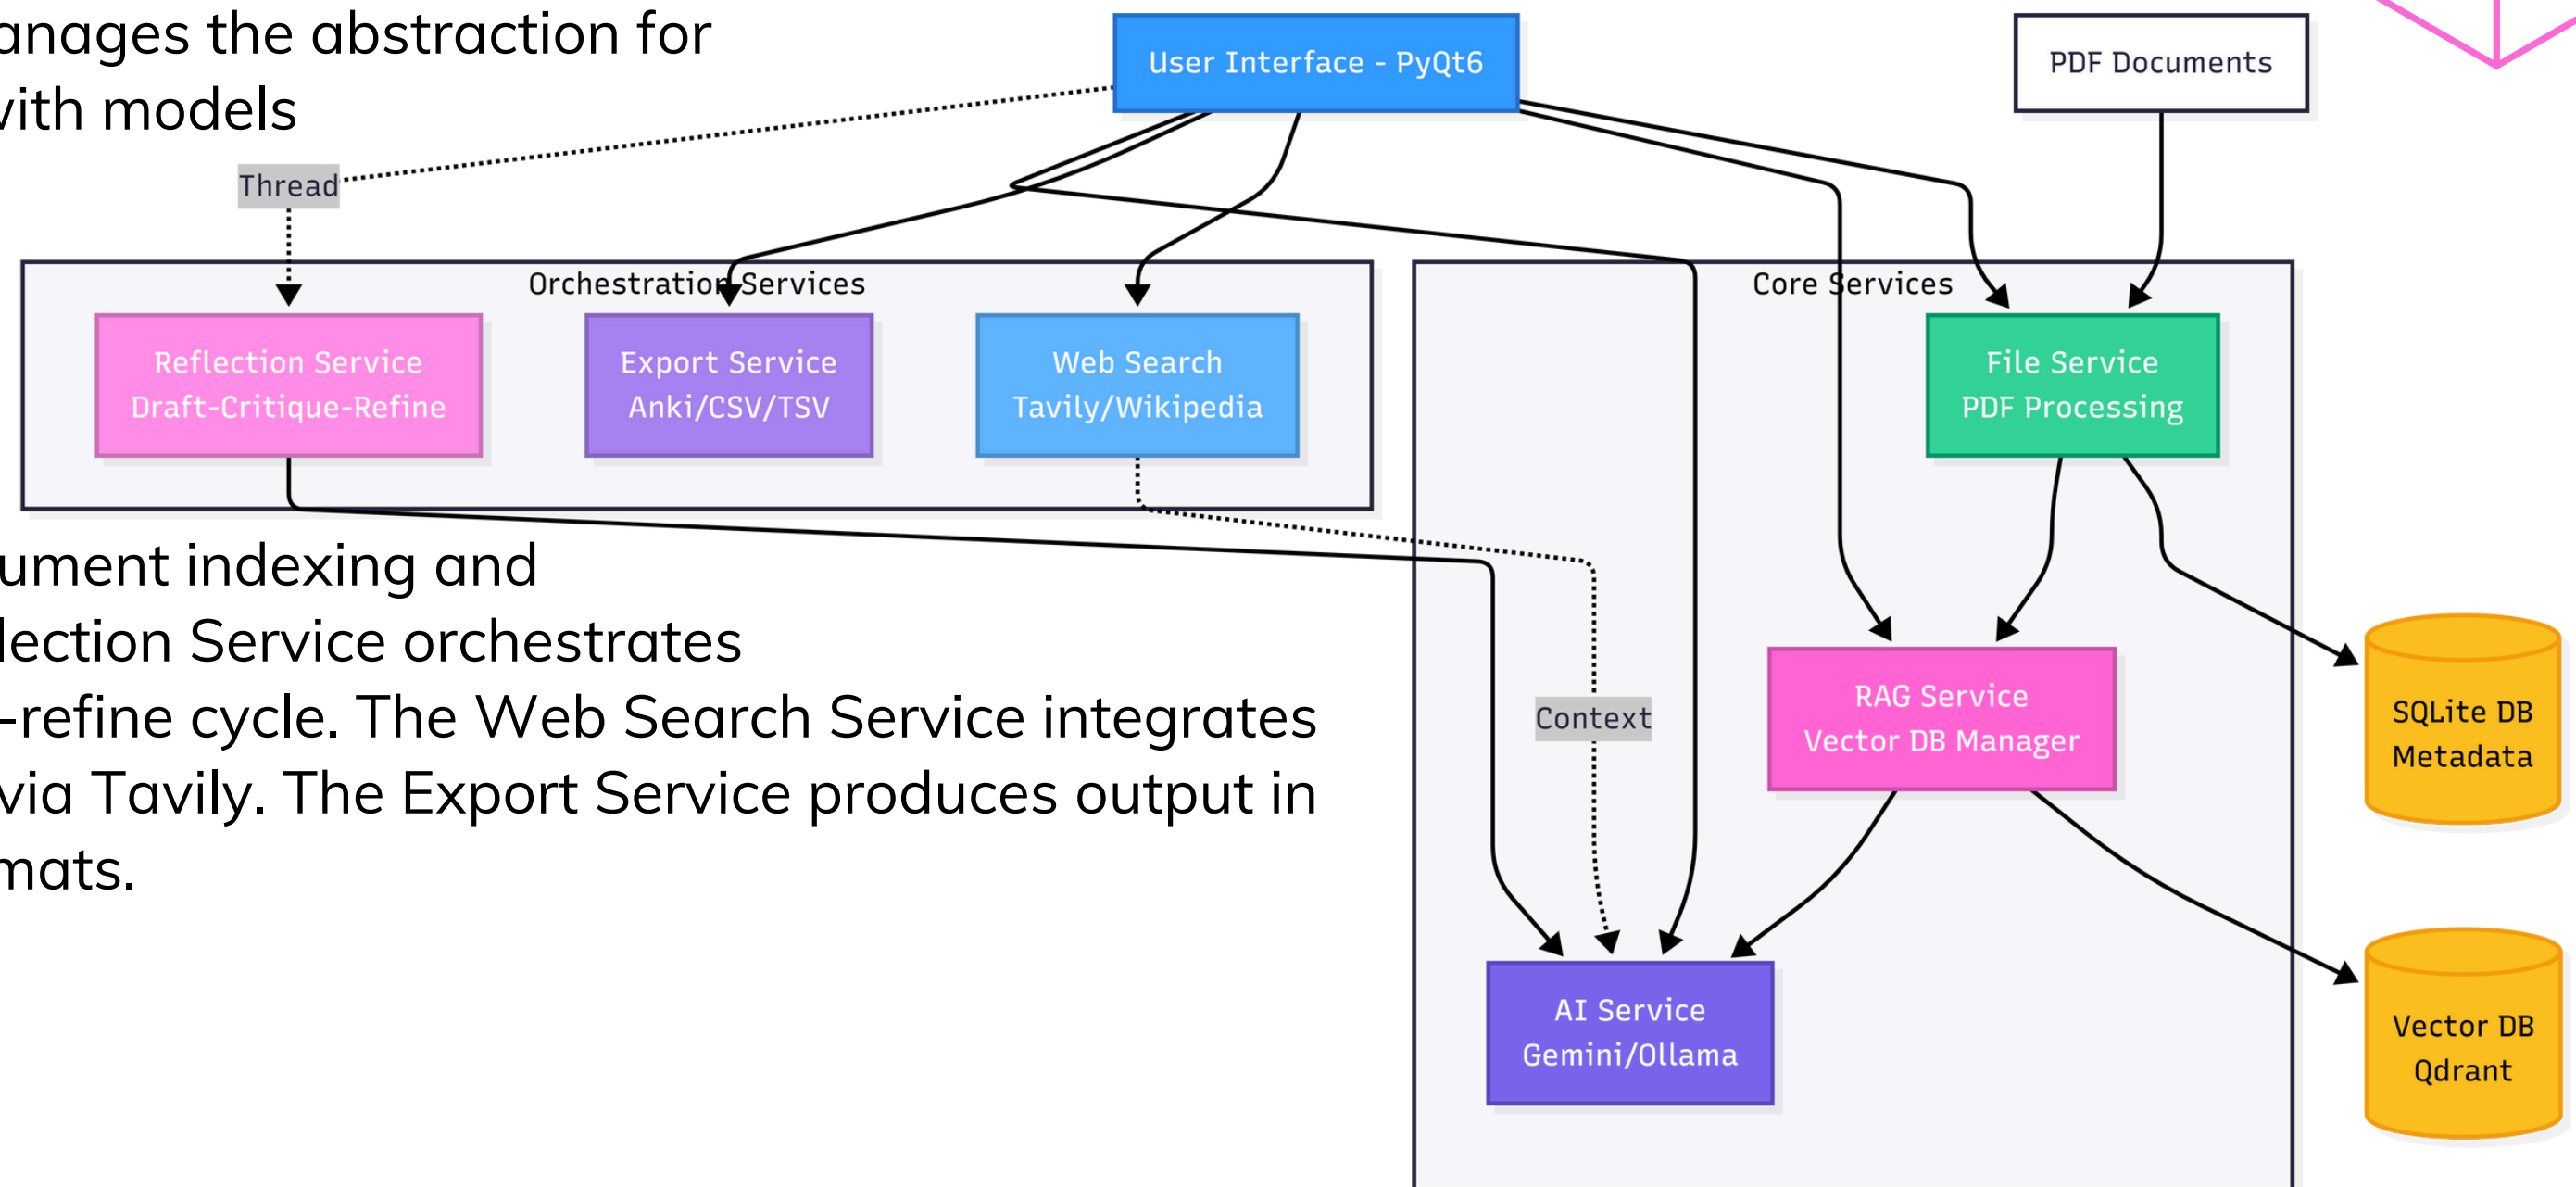 anages the abstraction for
with models
User Interface - PyQt6
PDF Documents
Thread
Orchestration Services
Core Services
Reflection Service
Draft-Critique-Refine
Export Service
Anki/CSV/TSV
Web Search
Tavily/Wikipedia
File Service
PDF Processing
ument indexing and
lection Service orchestrates
-refine cycle. The Web Search Service integrates
via Tavily. The Export Service produces output in
mats.
Context
RAG Service
Vector DB Manager
SQLite DB
Metadata
AI Service
Gemini/Ollama
Vector DB
Qdrant